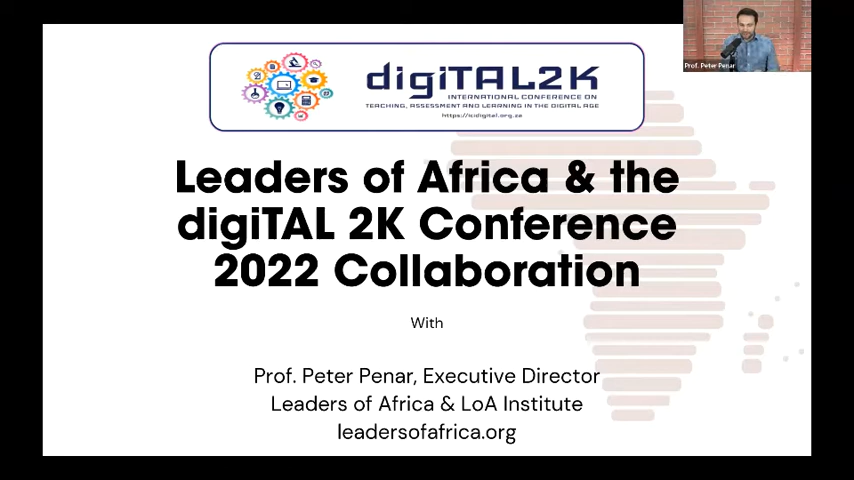 Prof. Peter Penar
digiTAL2K
INTERNATIONAL CONFERENCE ON
TEACHING, ASSESSMENT AND LEARNING IN THE DIGITAL AGE
https://icidigital.org.za
Leaders of Africa & the
digiTAL 2K Conference
2022 Collaboration
With
Prof. Peter Penar, Executive Director
Leaders of Africa & LoA Institute
leadersofafrica.org